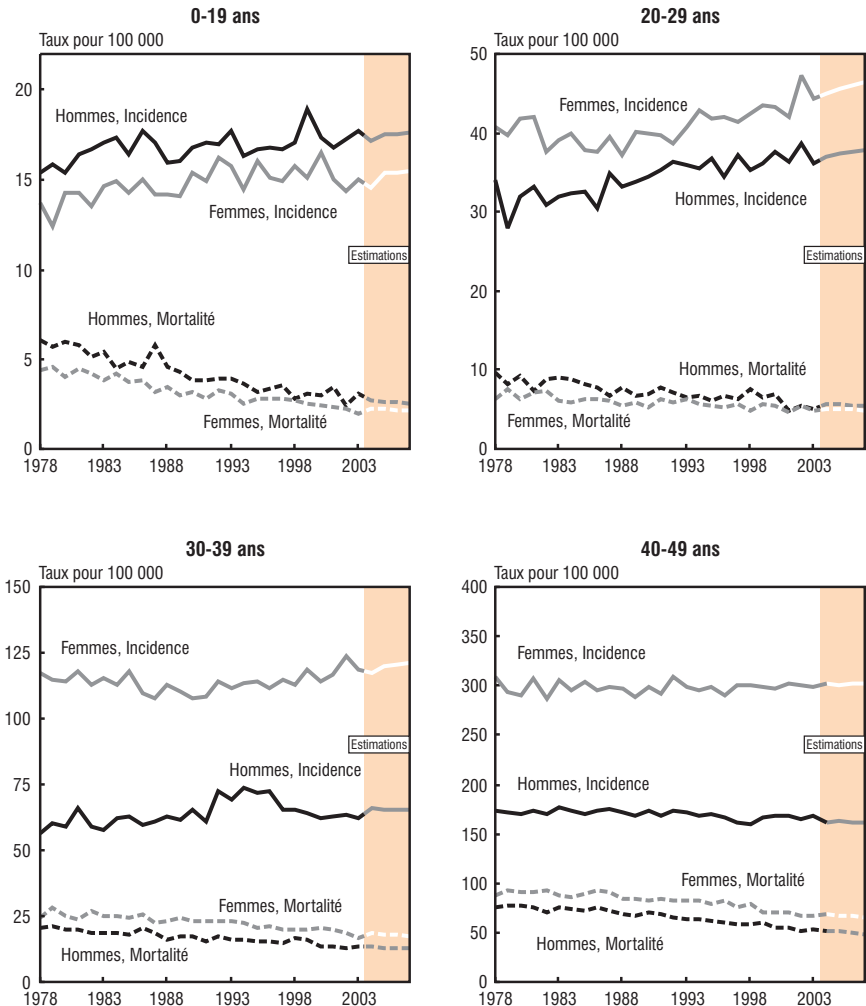 0-19 ans
Taux pour 100 000
20
15
10
5
0
1978 1983 1988 1993 1998 2003
Hommes, Incidence
Femmes, Incidence
Estimations
Hommes, Mortalité
Femmes, Mortalité
20-29 ans
Taux pour 100 000
50
40
30
20
10
0
1978 1983 1988 1993 1998 2003
Femmes, Incidence
Hommes, Incidence
Estimations
Hommes, Mortalité
Femmes, Mortalité
30-39 ans
Taux pour 100 000
150
125
100
75
50
25
0
1978 1983 1988 1993 1998 2003
Femmes, Incidence
Estimations
Hommes, Incidence
Femmes, Mortalité
Hommes, Mortalité
40-49 ans
Taux pour 100 000
400
350
300
250
200
150
100
50
0
1978 1983 1988 1993 1998 2003
Femmes, Incidence
Estimations
Hommes, Incidence
Femmes, Mortalité
Hommes, Mortalité